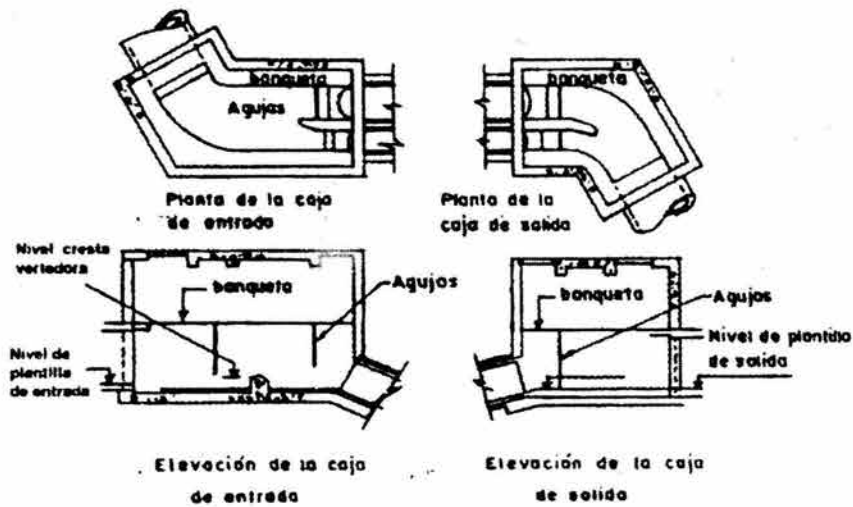 banqueta
Agujas
Planta de la caja
de entrada
banqueta
Planta de la
caja de salida
Nivel cresta
vertedora
banqueta
Agujas
Nivel de
plantilla
de entrada
Elevación de la caja
de entrada
banqueta
Agujas
Nivel de plantilla
de salida
Elevación de la caja
de salida